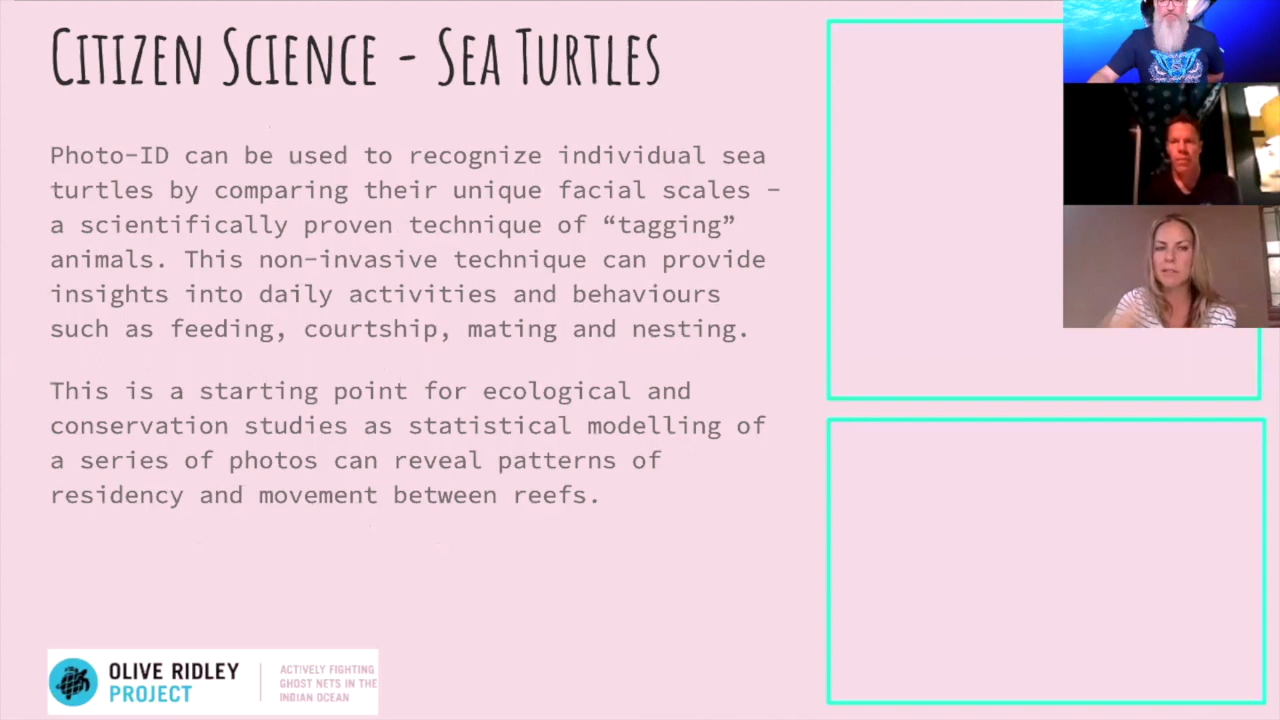 CITIZEN SCIENCE - SEA TURTLES
Photo-ID can be used to recognize individual sea
turtles by comparing their unique facial scales –
a scientifically proven technique of “tagging”
animals. This non-invasive technique can provide
insights into daily activities and behaviours
such as feeding, courtship, mating and nesting.
This is a starting point for ecological and
conservation studies as statistical modelling of
a series of photos can reveal patterns of
residency and movement between reefs.
OLIVE RIDLEY
PROJECT
ACTIVELY FIGHTING
GHOST NETS IN THE
INDIAN OCEAN